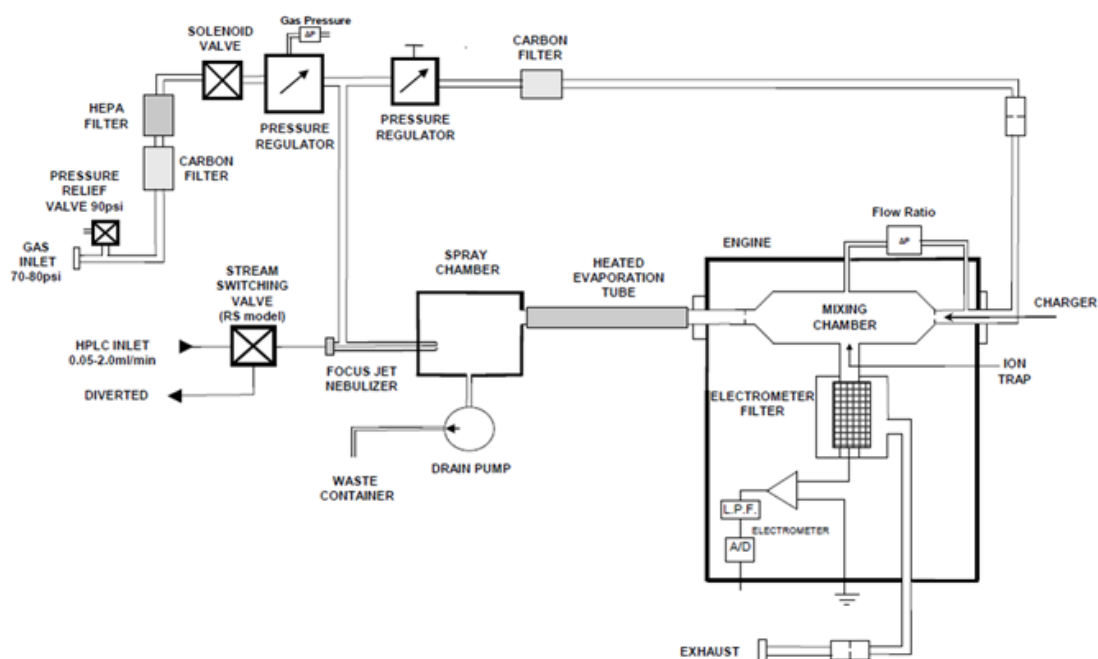 Gas Pressure
ΔP
SOLENOID
VALVE
CARBON
FILTER
HEPA
FILTER
PRESSURE
REGULATOR
PRESSURE
REGULATOR
CARBON
FILTER
PRESSURE
RELIEF
VALVE 90psi
GAS
INLET
70-80psi
Flow Ratio
ΔP
ENGINE
SPRAY
CHAMBER
HEATED
EVAPORATION
TUBE
STREAM
SWITCHING
VALVE
(RS model)
MIXING
CHAMBER
CHARGER
HPLC INLET
0.05-2.0ml/min
DIVERTED
FOCUS JET
NEBULIZER
ION
TRAP
ELECTROMETER
FILTER
DRAIN PUMP
WASTE
CONTAINER
L.P.F.
ELECTROMETER
A/D
EXHAUST